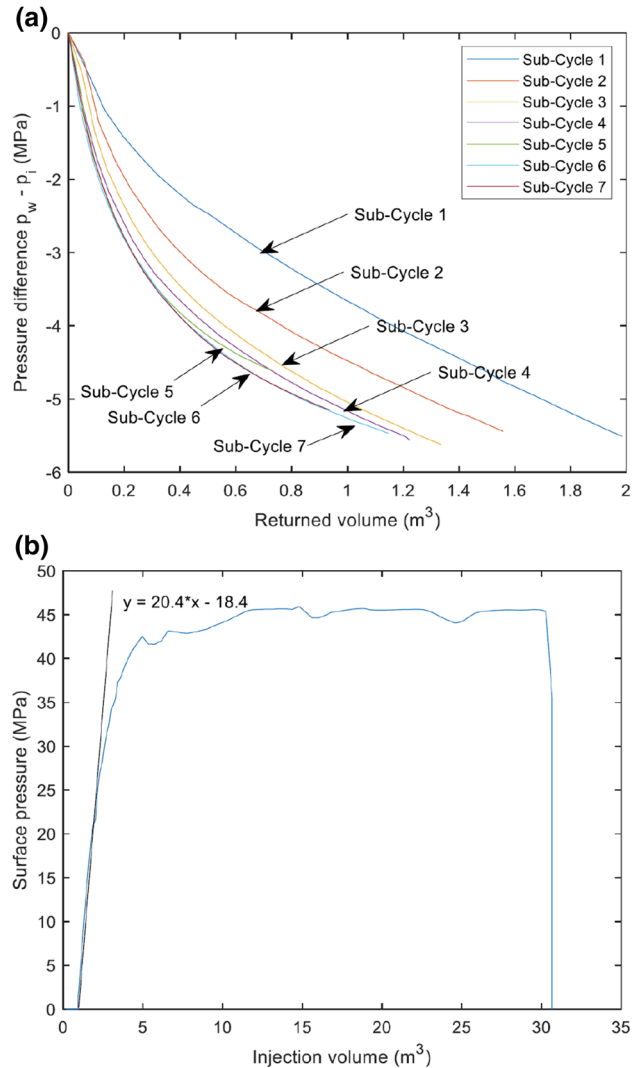 (a)
0
-1
-2
-3
-4
-5
-6
Pressure difference p_w - p_i (MPa)
Sub-Cycle 1
Sub-Cycle 2
Sub-Cycle 3
Sub-Cycle 4
Sub-Cycle 5
Sub-Cycle 6
Sub-Cycle 7
Sub-Cycle 1
Sub-Cycle 2
Sub-Cycle 3
Sub-Cycle 4
Sub-Cycle 5
Sub-Cycle 6
Sub-Cycle 7
0 0.2 0.4 0.6 0.8 1 1.2 1.4 1.6 1.8 2
Returned volume (m³)
(b)
50
45
40
35
30
25
20
15
10
5
0
Surface pressure (MPa)
y = 20.4*x - 18.4
0 5 10 15 20 25 30 35
Injection volume (m³)